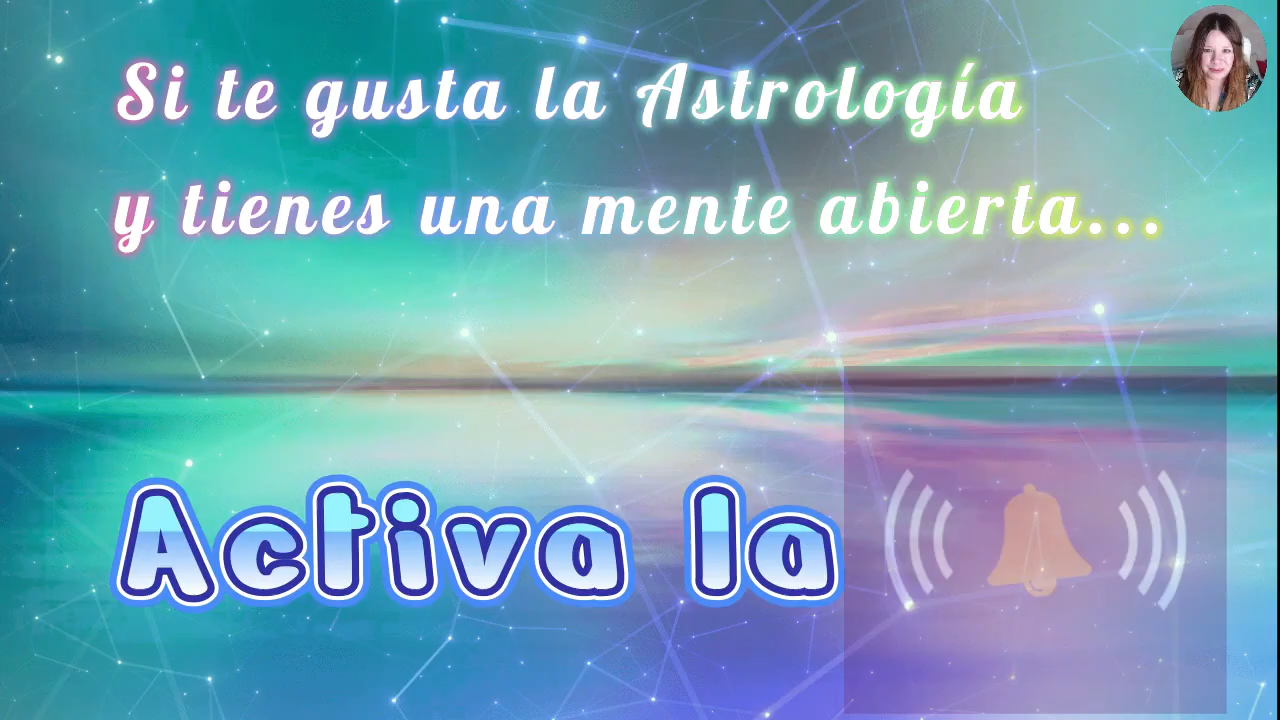 Si te gusta la Astrología
y tienes una mente abierta...
Activa la